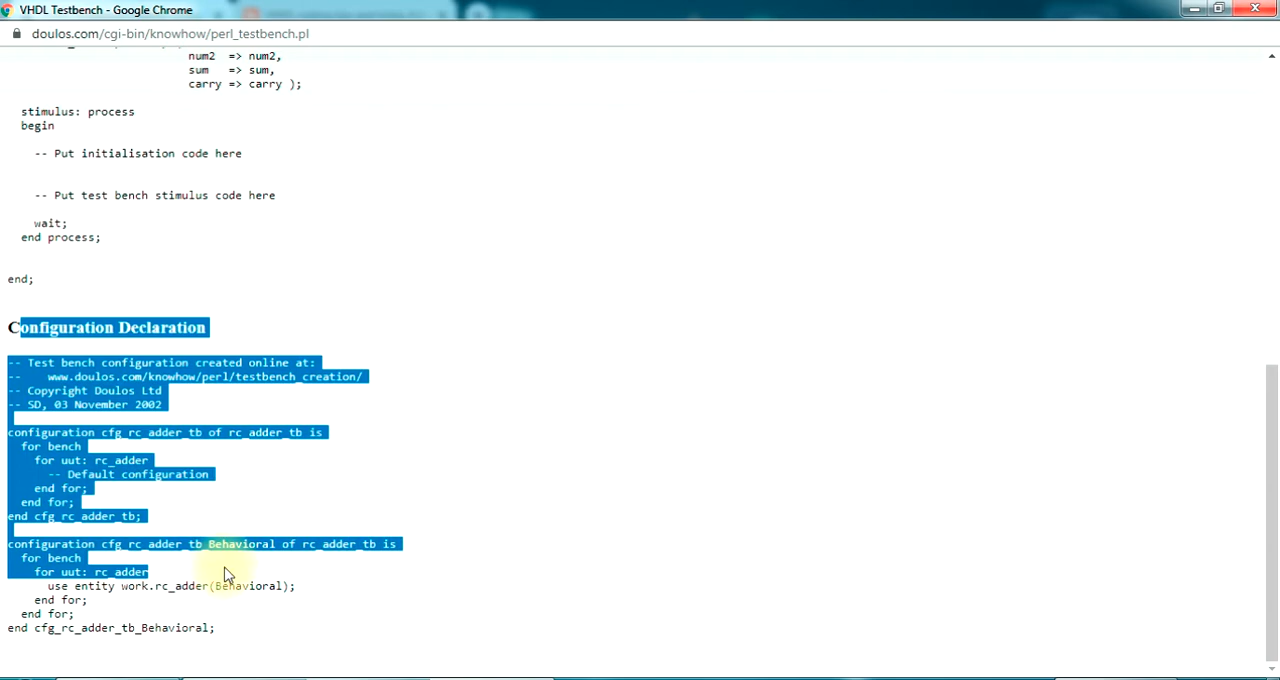 VHDL Testbench - Google Chrome
doulos.com/cgi-bin/knowhow/perl_testbench.pl
num2  => num2,
sum   => sum,
carry => carry );
stimulus: process
begin
-- Put initialisation code here
-- Put test bench stimulus code here
wait;
end process;
end;
Configuration Declaration
-- Test bench configuration created online at:
--    www.doulos.com/knowhow/perl/testbench_creation/
-- Copyright Doulos Ltd
-- SD, 03 November 2002
configuration cfg_rc_adder_tb of rc_adder_tb is
for bench
for uut: rc_adder
-- Default configuration
end for;
end for;
end cfg_rc_adder_tb;
configuration cfg_rc_adder_tb_Behavioral of rc_adder_tb is
for bench
for uut: rc_adder
use entity work.rc_adder(Behavioral);
end for;
end for;
end cfg_rc_adder_tb_Behavioral;